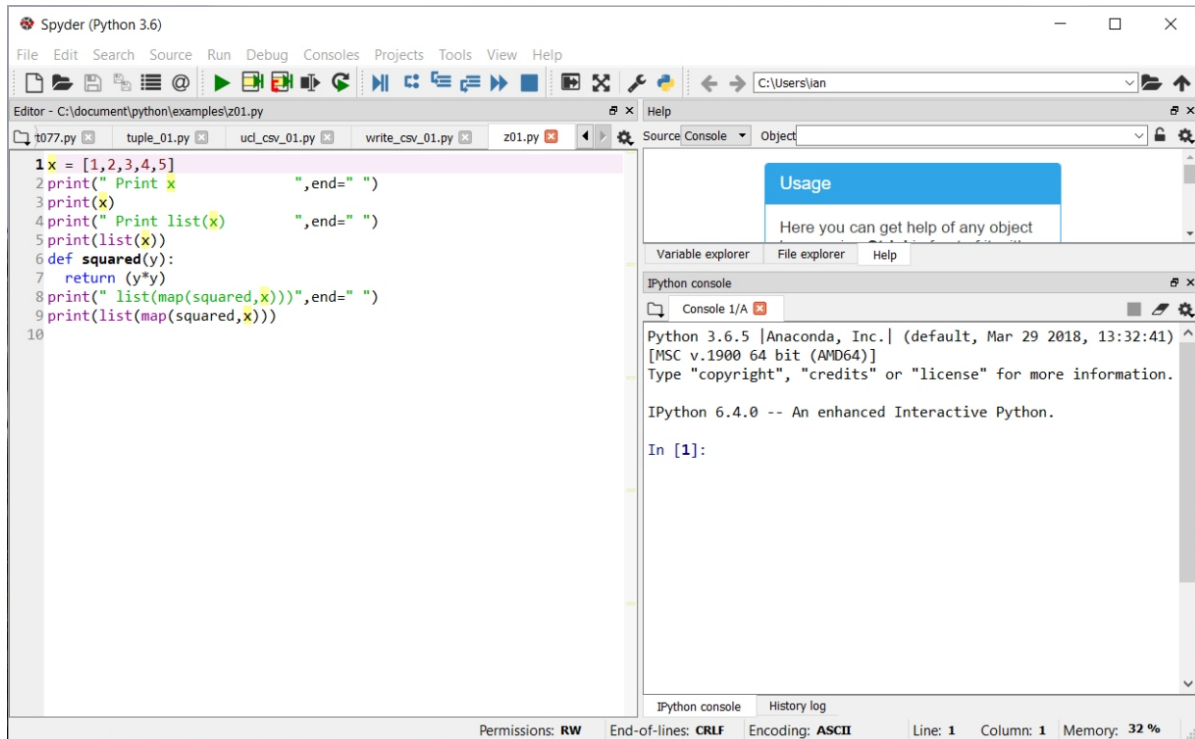 Spyder (Python 3.6)
File Edit Search Source Run Debug Consoles Projects Tools View Help
C:\Users\ian
Editor - C:\document\python\examples\z01.py
t077.py tuple_01.py ucl_csv_01.py write_csv_01.py z01.py
1 x = [1,2,3,4,5]
2 print(" Print x                ",end=" ")
3 print(x)
4 print(" Print list(x)         ",end=" ")
5 print(list(x))
6 def squared(y):
7   return (y*y)
8 print(" list(map(squared,x)))",end=" ")
9 print(list(map(squared,x)))
10
Help
Source Console Object
Usage
Here you can get help of any object
Variable explorer File explorer Help
IPython console
Console 1/A
Python 3.6.5 |Anaconda, Inc.| (default, Mar 29 2018, 13:32:41)
[MSC v.1900 64 bit (AMD64)]
Type "copyright", "credits" or "license" for more information.
IPython 6.4.0 -- An enhanced Interactive Python.
In [1]:
IPython console History log
Permissions: RW End-of-lines: CRLF Encoding: ASCII Line: 1 Column: 1 Memory: 32 %